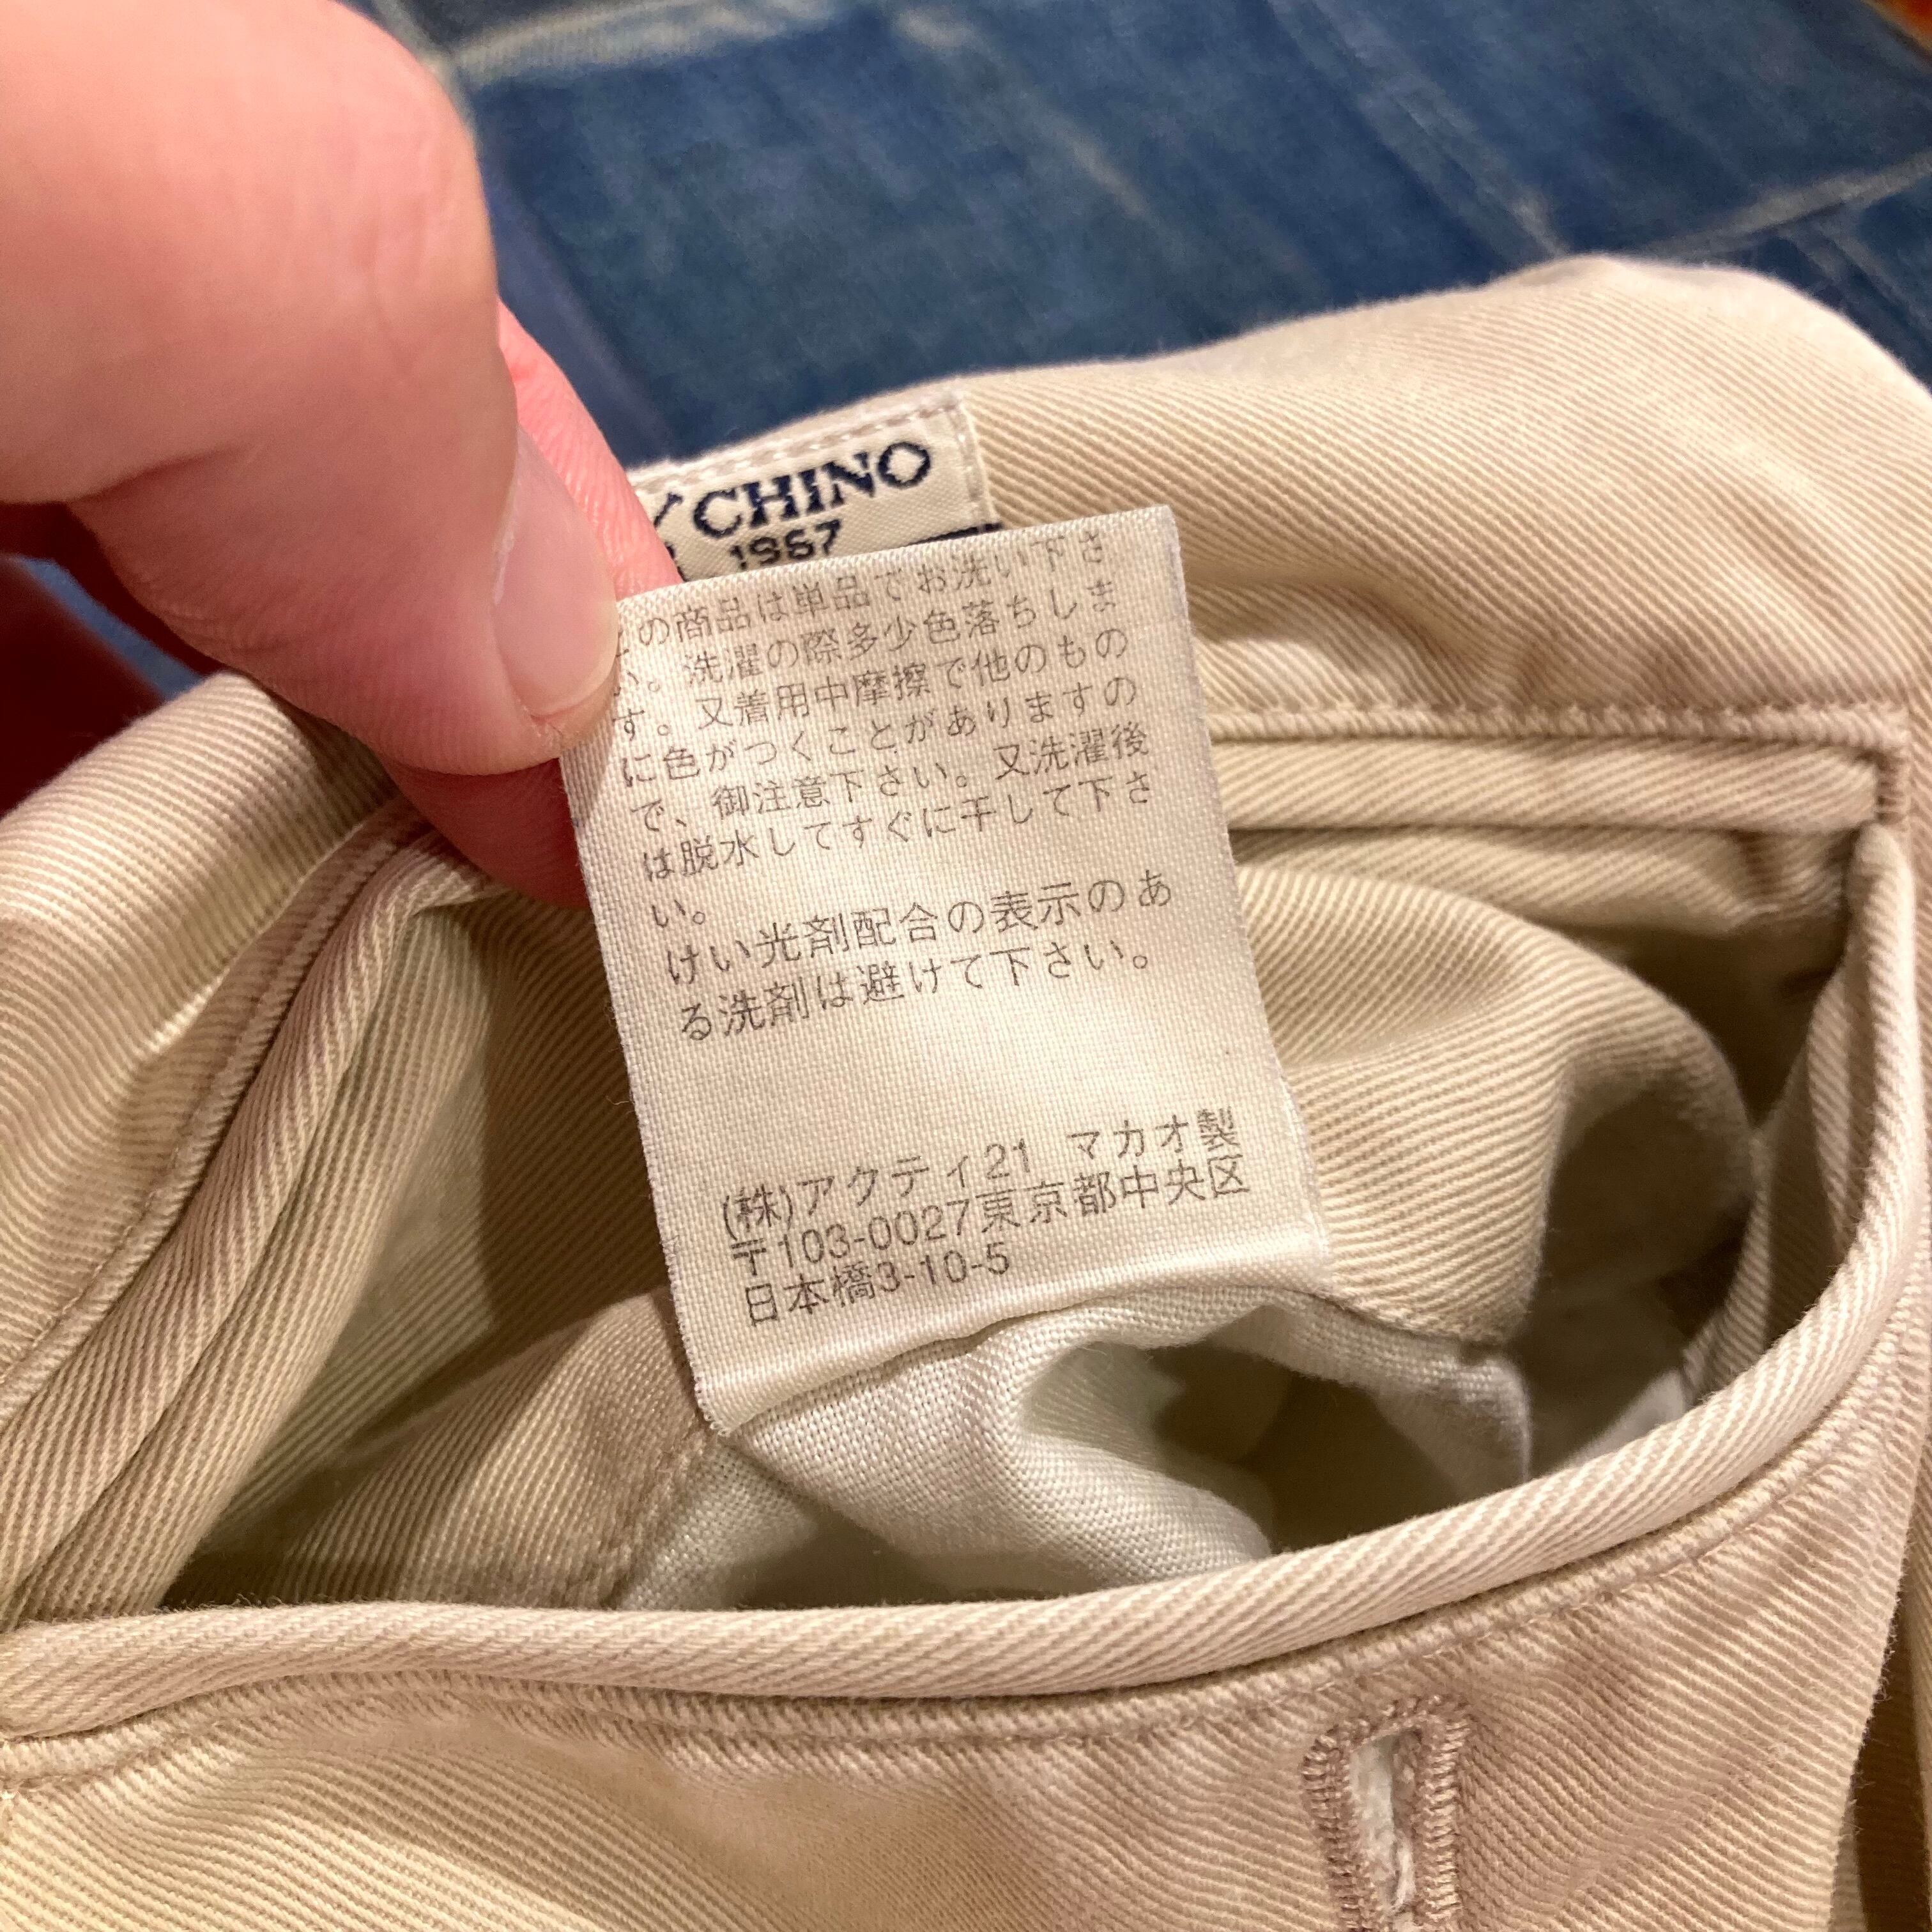 CHINO
1967
の商品は単品でお洗い下さ
い。洗濯の際多少色落ちしま
す。又着用中摩擦で他のもの
に色がつくことがありますの
で、御注意下さい。又洗濯後
は脱水してすぐに干して下さ
い。
けい光剤配合の表示のあ
る洗剤は避けて下さい。
(株)アクティ21 マカオ製
〒103-0027東京都中央区
日本橋3-10-5